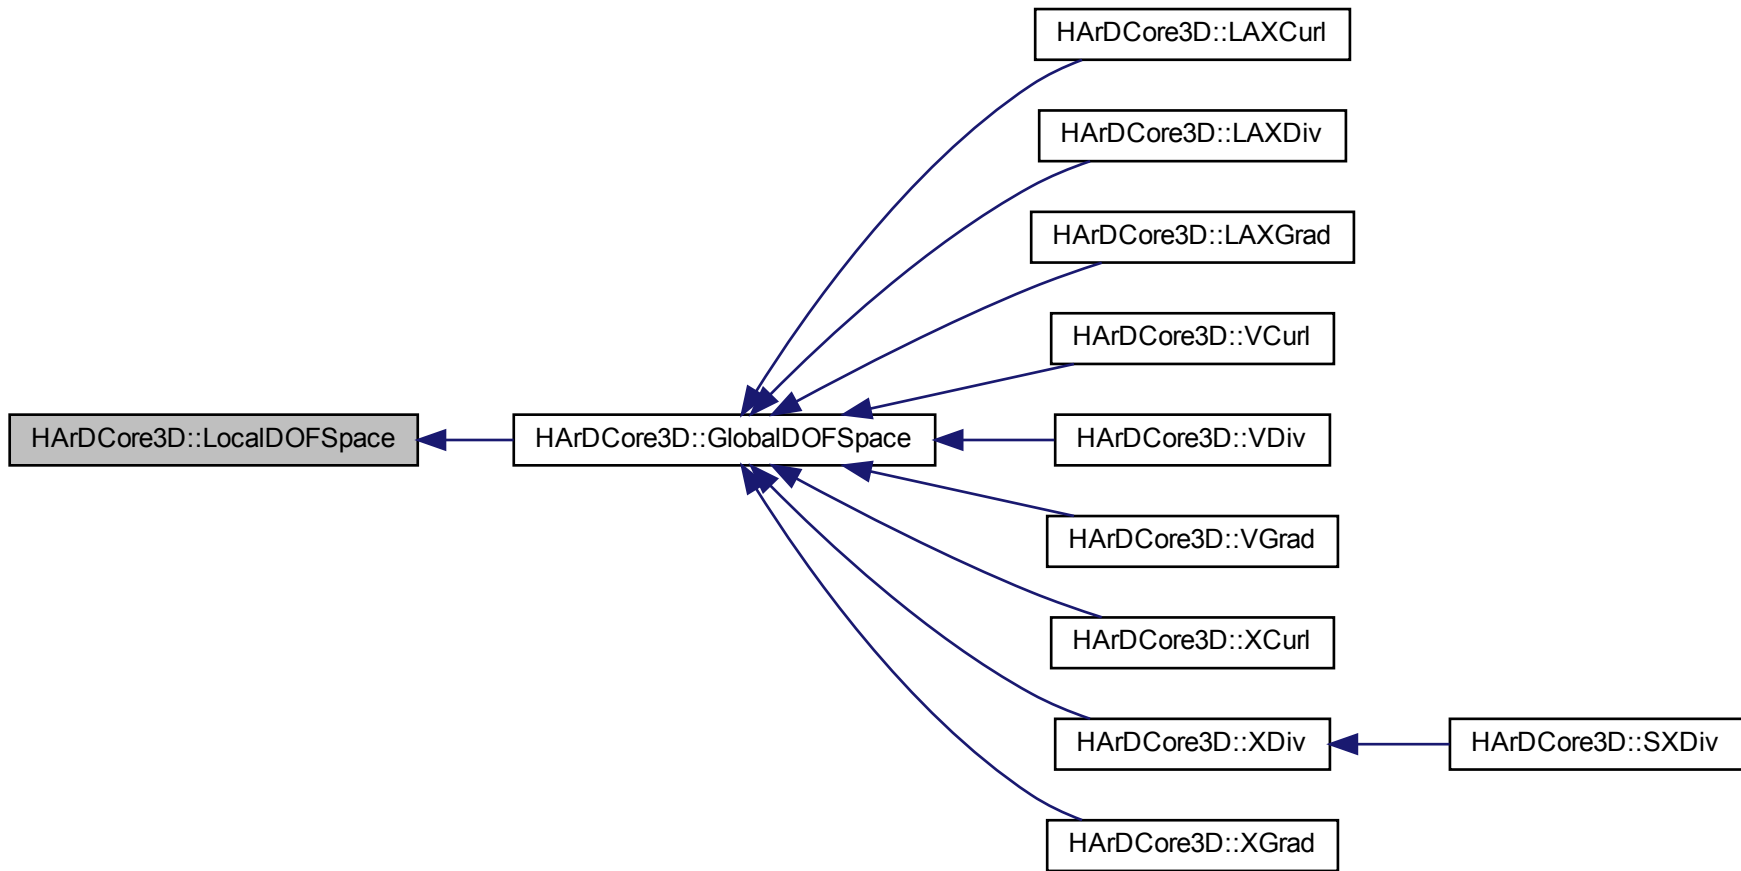 HArDCore3D::LAXCurl
HArDCore3D::LAXDiv
HArDCore3D::LAXGrad
HArDCore3D::VCurl
HArDCore3D::LocalDOFSpace
HArDCore3D::GlobalDOFSpace
HArDCore3D::VDiv
HArDCore3D::VGrad
HArDCore3D::XCurl
HArDCore3D::XDiv
HArDCore3D::SXDiv
HArDCore3D::XGrad